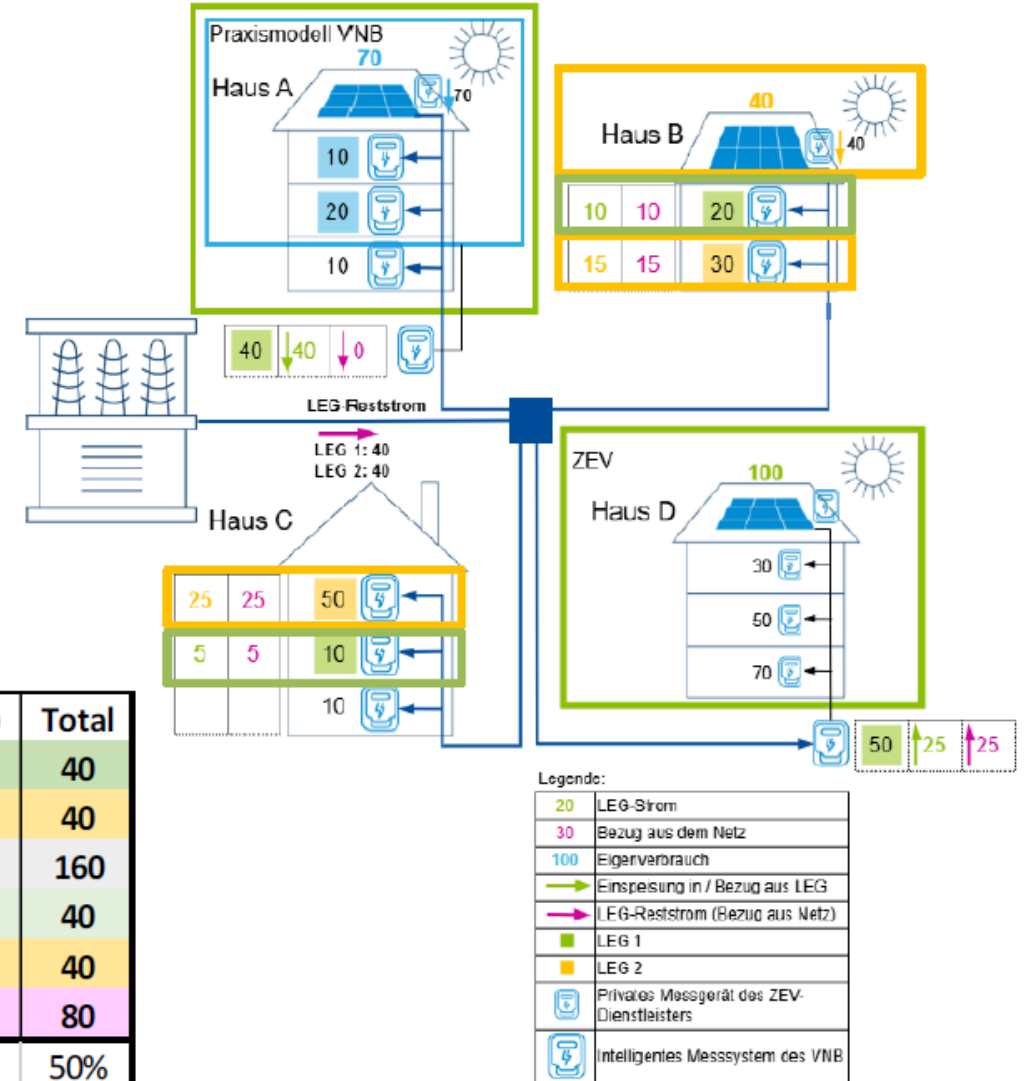 Praxismodell VNB
70
Haus A
70
10
20
10
40 40 0
40
Haus B
40
10 10 20
15 15 30
LEG-Reststrom
LEG 1: 40
LEG 2: 40
Haus C
25 25 50
5 5 10
10
ZEV
100
Haus D
30
50
70
50 25 25
Total
40
40
160
40
40
80
50%
Legende:
20 LEG-Strom
30 Bezug aus dem Netz
100 Eigenverbrauch
Einspeisung in / Bezug aus LEG
LEG-Reststrom (Bezug aus Netz)
LEG 1
LEG 2
Privates Messgerät des ZEV-
Dienstleisters
Intelligentes Messsystem des VNB